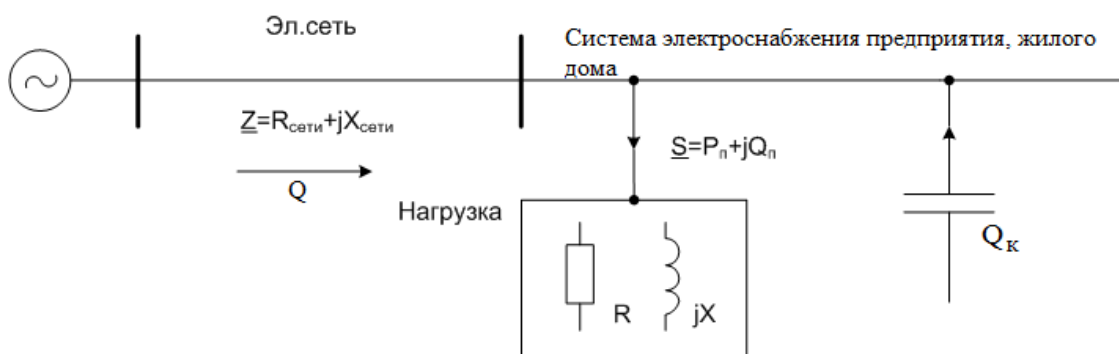 Эл.сеть
Система электроснабжения предприятия, жилого
дома
Z=Rсети+jXсети
Q
S=Pп+jQп
Нагрузка
R
jX
Qк